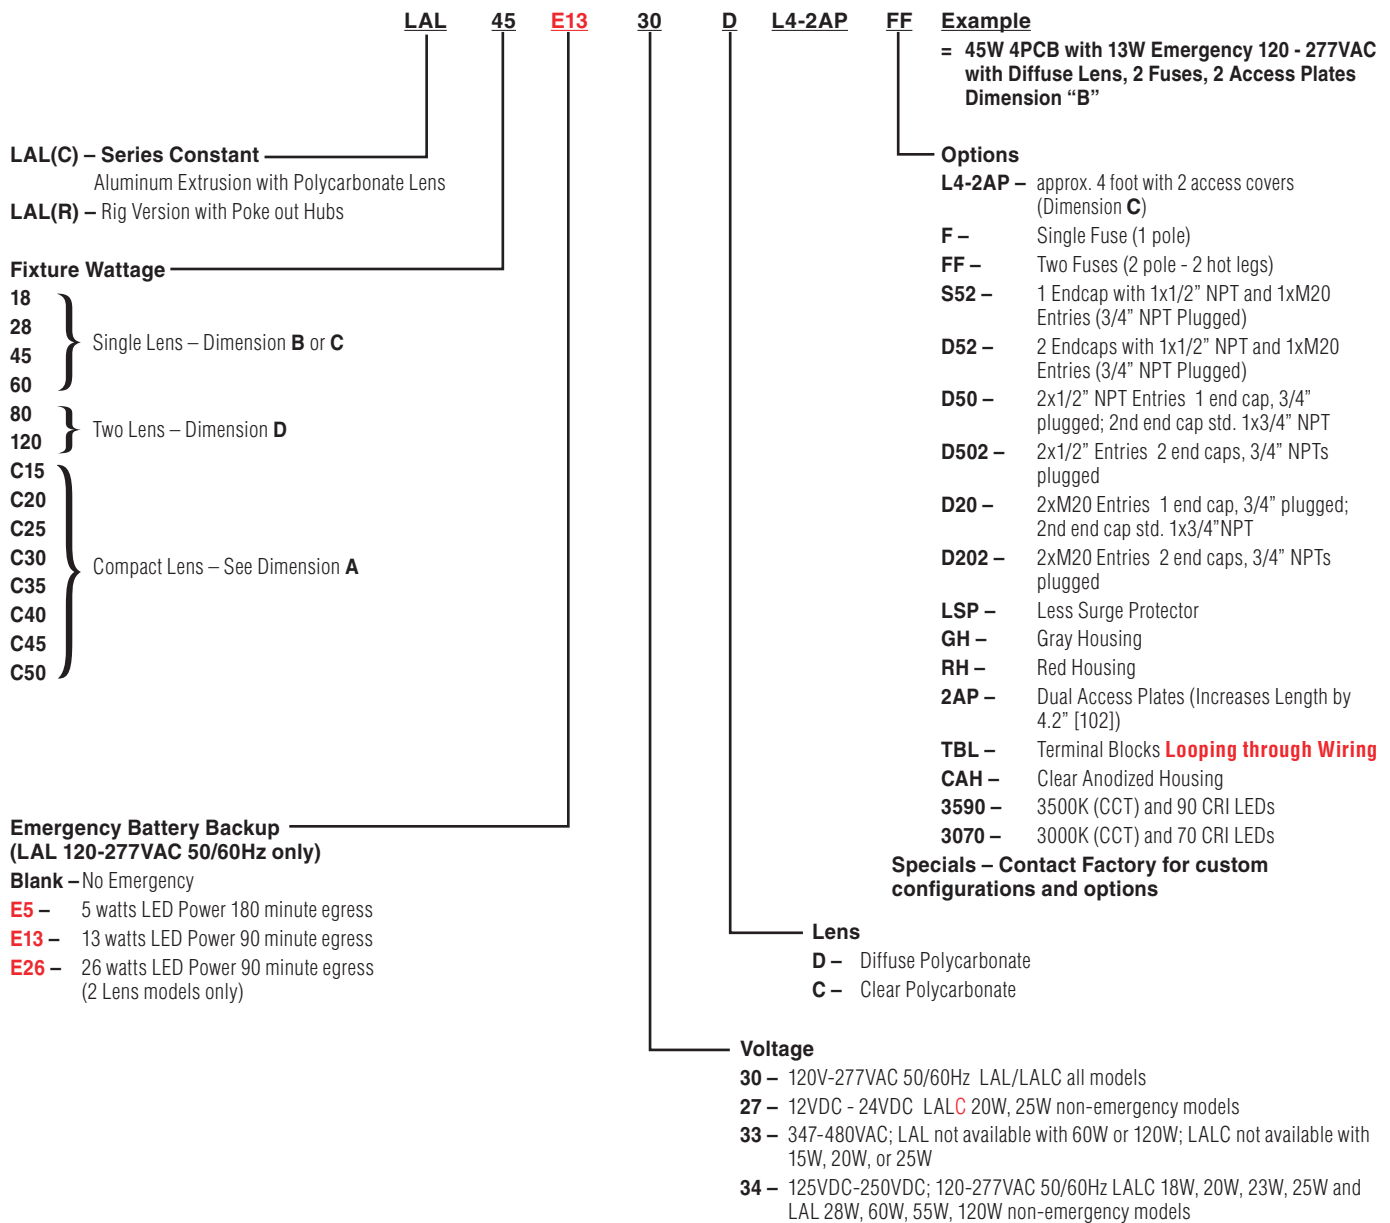 LAL 45 E13 30 D L4-2AP FF Example
= 45W 4PCB with 13W Emergency 120 - 277VAC
with Diffuse Lens, 2 Fuses, 2 Access Plates
Dimension “B”
LAL(C) – Series Constant
Aluminum Extrusion with Polycarbonate Lens
LAL(R) – Rig Version with Poke out Hubs
Fixture Wattage
18
28
45
60
Single Lens – Dimension B or C
80
120
Two Lens – Dimension D
C15
C20
C25
C30
C35
C40
C45
C50
Compact Lens – See Dimension A
Emergency Battery Backup
(LAL 120-277VAC 50/60Hz only)
Blank – No Emergency
E5 – 5 watts LED Power 180 minute egress
E13 – 13 watts LED Power 90 minute egress
E26 – 26 watts LED Power 90 minute egress
(2 Lens models only)
Options
L4-2AP – approx. 4 foot with 2 access covers
(Dimension C)
F – Single Fuse (1 pole)
FF – Two Fuses (2 pole - 2 hot legs)
S52 – 1 Endcap with 1x1/2” NPT and 1xM20
Entries (3/4” NPT Plugged)
D52 – 2 Endcaps with 1x1/2” NPT and 1xM20
Entries (3/4” NPT Plugged)
D50 – 2x1/2” NPT Entries 1 end cap, 3/4”
plugged; 2nd end cap std. 1x3/4” NPT
D502 – 2x1/2” Entries 2 end caps, 3/4” NPTs
plugged
D20 – 2xM20 Entries 1 end cap, 3/4” plugged;
2nd end cap std. 1x3/4”NPT
D202 – 2xM20 Entries 2 end caps, 3/4” NPTs
plugged
LSP – Less Surge Protector
GH – Gray Housing
RH – Red Housing
2AP – Dual Access Plates (Increases Length by
4.2” [102])
TBL – Terminal Blocks Looping through Wiring
CAH – Clear Anodized Housing
3590 – 3500K (CCT) and 90 CRI LEDs
3070 – 3000K (CCT) and 70 CRI LEDs
Specials – Contact Factory for custom
configurations and options
Lens
D – Diffuse Polycarbonate
C – Clear Polycarbonate
Voltage
30 – 120V-277VAC 50/60Hz LAL/LALC all models
27 – 12VDC - 24VDC LALC 20W, 25W non-emergency models
33 – 347-480VAC; LAL not available with 60W or 120W; LALC not available with
15W, 20W, or 25W
34 – 125VDC-250VDC; 120-277VAC 50/60Hz LALC 18W, 20W, 23W, 25W and
LAL 28W, 60W, 55W, 120W non-emergency models